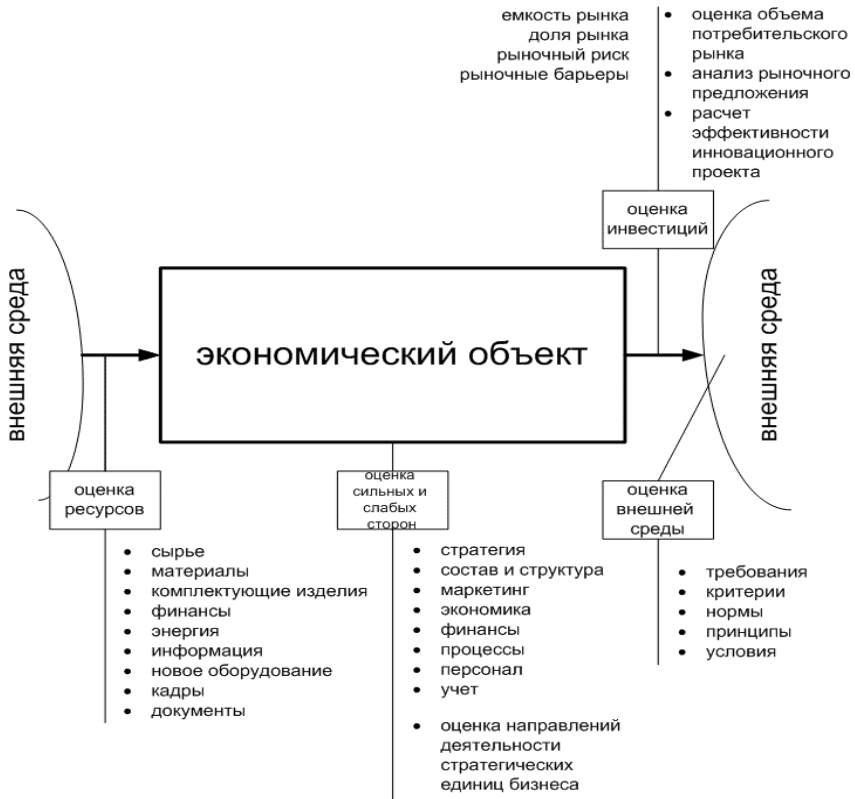 емкость рынка
доля рынка
рыночный риск
рыночные барьеры
• оценка объема
потребительского
рынка
• анализ рыночного
предложения
• расчет
эффективности
инновационного
проекта
оценка
инвестиций
внешняя среда
экономический объект
внешняя среда
оценка
ресурсов
• сырье
• материалы
• комплектующие изделия
• финансы
• энергия
• информация
• новое оборудование
• кадры
• документы
оценка
сильных и
слабых
сторон
• стратегия
• состав и структура
• маркетинг
• экономика
• финансы
• процессы
• персонал
• учет
• оценка направлений
деятельности
стратегических
единиц бизнеса
оценка
внешней
среды
• требования
• критерии
• нормы
• принципы
• условия